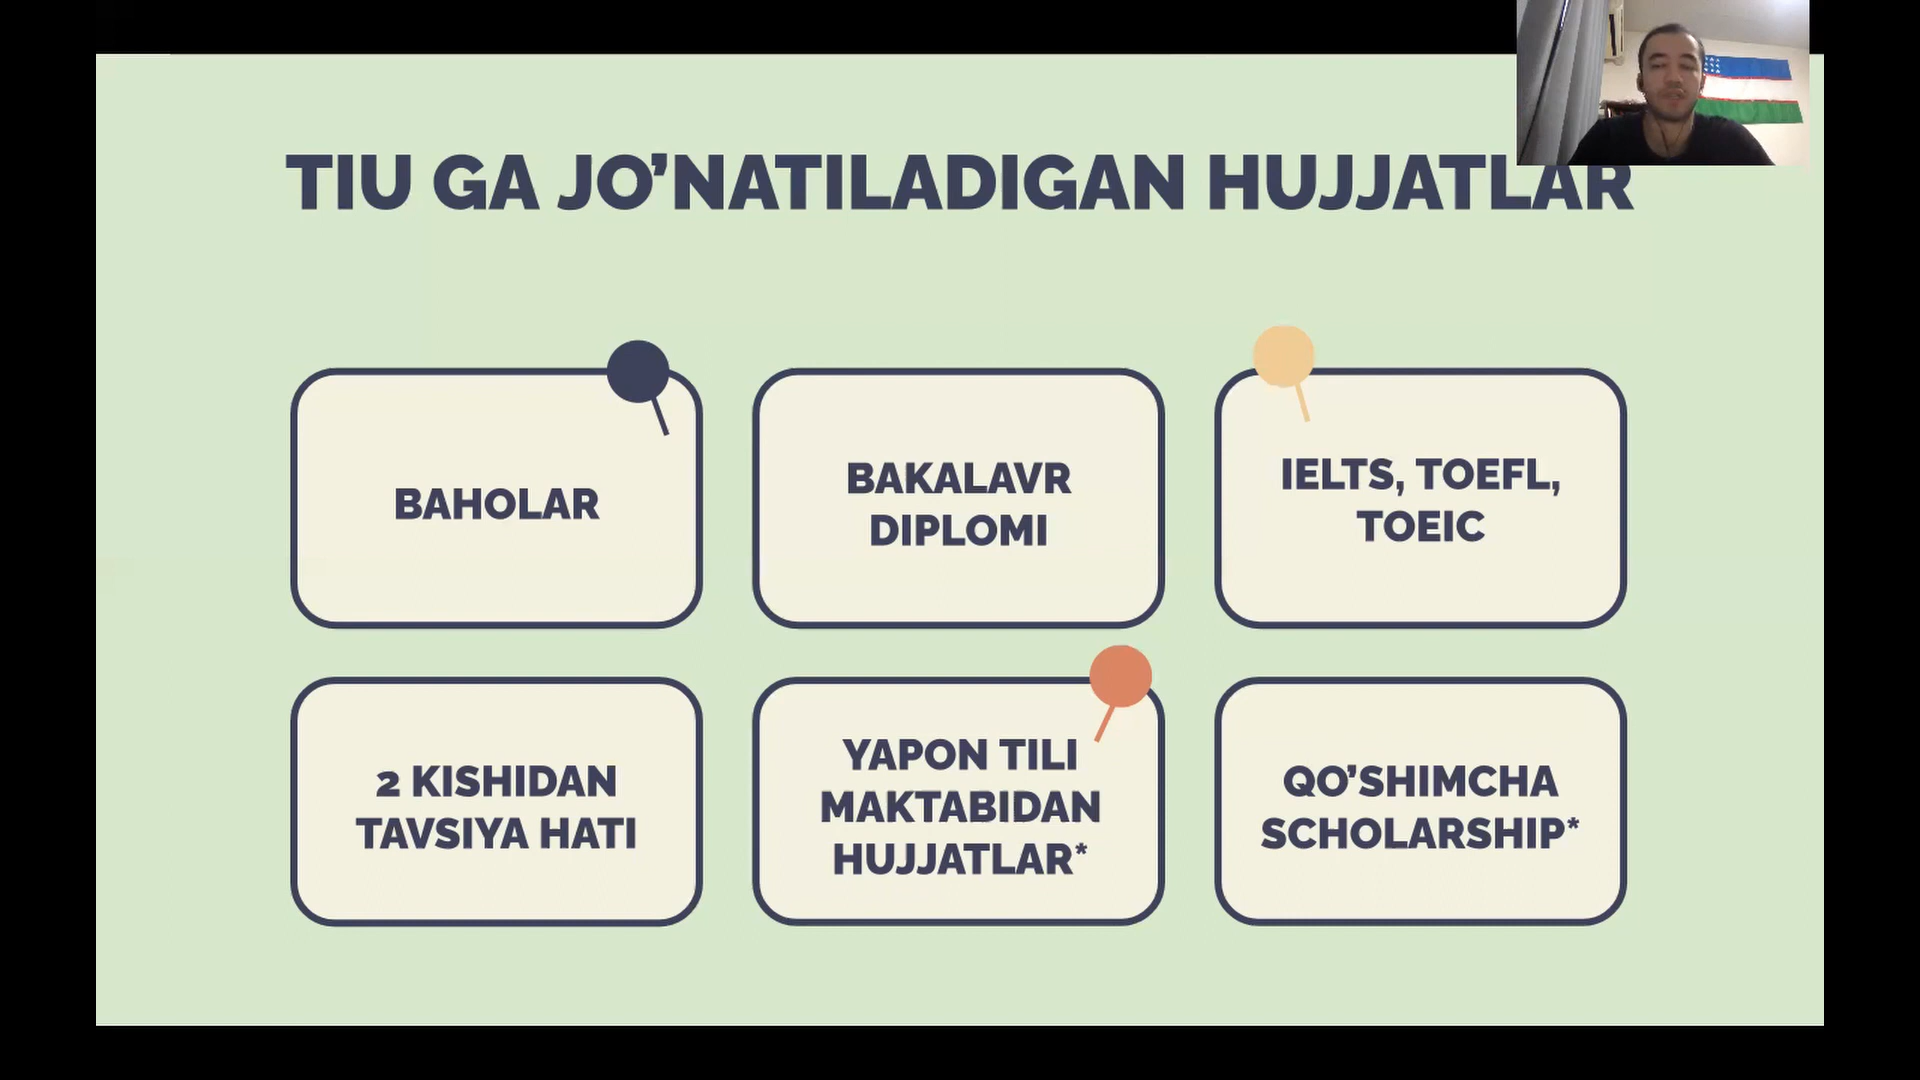 TIU GA JO’NATILADIGAN HUJJATLAR
BAHOLAR
BAKALAVR
DIPLOMI
IELTS, TOEFL,
TOEIC
2 KISHIDAN
TAVSIYA HATI
YAPON TILI
MAKTABIDAN
HUJJATLAR*
QO’SHIMCHA
SCHOLARSHIP*